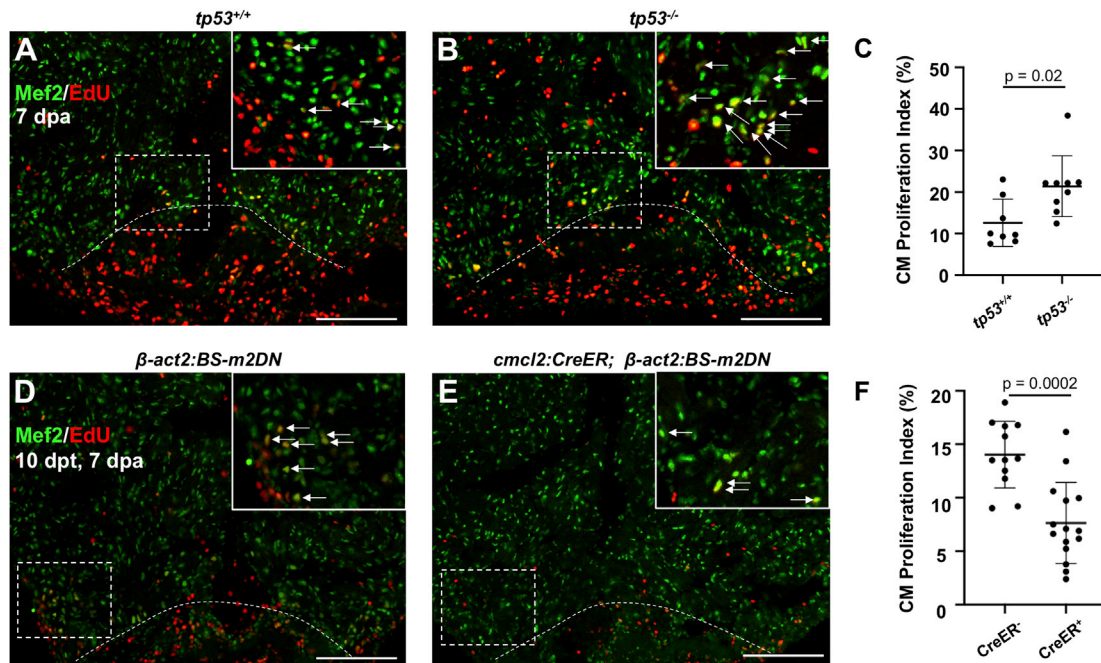 tp53+/+
tp53-/-
A
Mef2/EdU
7 dpa
B
C
CM Proliferation Index (%)
50
40
30
20
10
0
p = 0.02
tp53+/+
tp53-/-
β-act2:BS-m2DN
cmcl2:CreER; β-act2:BS-m2DN
D
Mef2/EdU
10 dpt, 7 dpa
E
F
CM Proliferation Index (%)
20
15
10
5
0
p = 0.0002
CreER-
CreER+